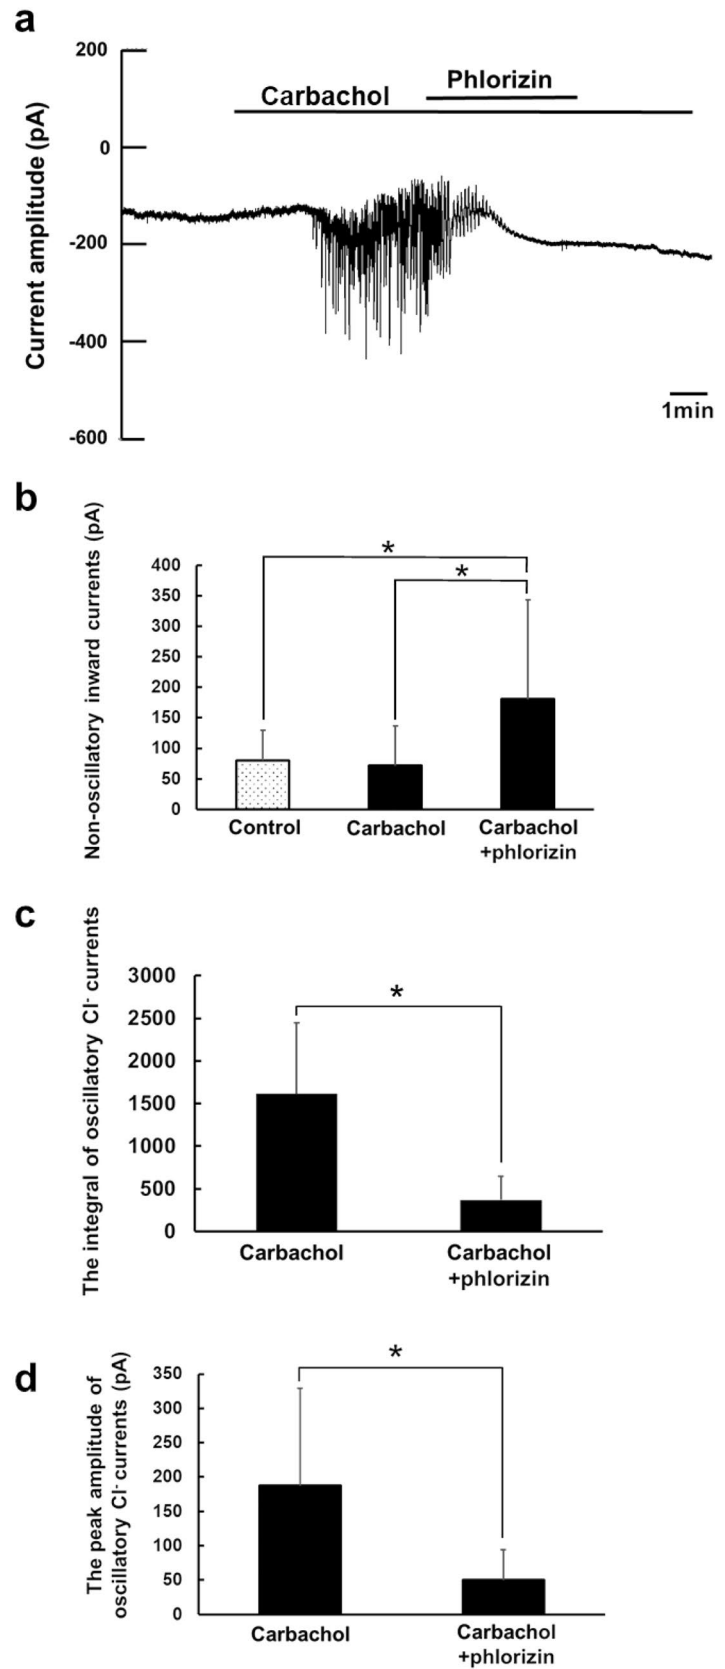 a
200
0
-200
-400
-600
Current amplitude (pA)
Carbachol
Phlorizin
1min
b
Non-oscillatory inward currents (pA)
400
350
300
250
200
150
100
50
0
*
*
Control
Carbachol
Carbachol
+phlorizin
c
The integral of oscillatory Cl- currents
3000
2500
2000
1500
1000
500
0
*
Carbachol
Carbachol
+phlorizin
d
The peak amplitude of
oscillatory Cl- currents (pA)
350
300
250
200
150
100
50
0
*
Carbachol
Carbachol
+phlorizin